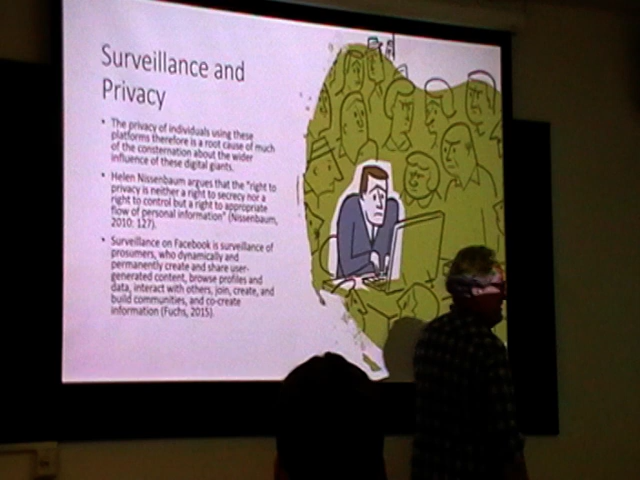 Surveillance and
Privacy
• The privacy of individuals using these
platforms therefore is a root cause of much
of the consternation about the wider
influence of these digital giants.
• Helen Nissenbaum argues that the "right to
privacy is neither a right to secrecy nor a
right to control but a right to appropriate
flow of personal information" (Nissenbaum,
2010: 127).
• Surveillance on Facebook is surveillance of
prosumers, who dynamically and
permanently create and share user-
generated content, browse profiles and
data, interact with others, join, create, and
build communities, and co-create
information (Fuchs, 2015).